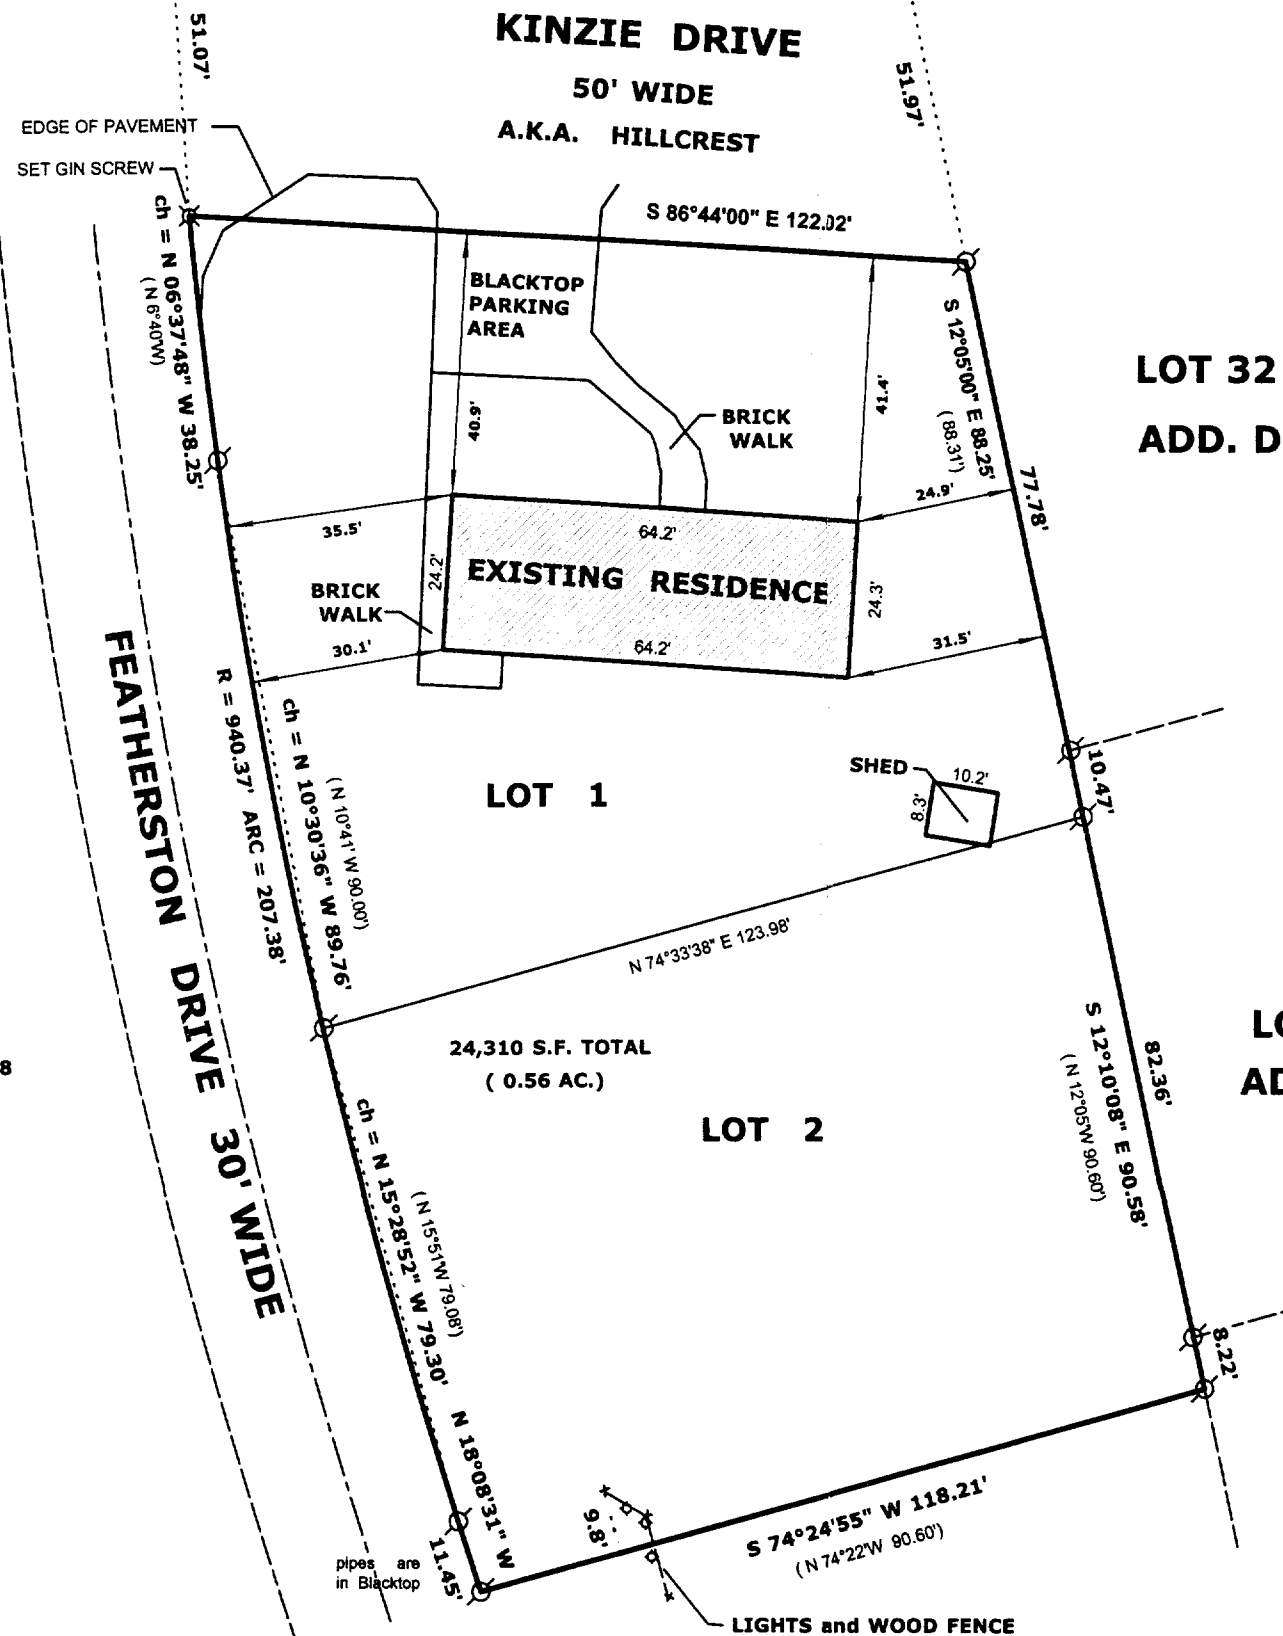 KINZIE DRIVE
50' WIDE
A.K.A. HILLCREST
51.07'
51.97'
EDGE OF PAVEMENT
SET GIN SCREW
S 86°44'00" E 122.02'
ch = N 06°37'48" W 38.25'
( N 6°40'W)
BLACKTOP
PARKING
AREA
40.9'
41.4'
BRICK
WALK
S 12°05'00" E 88.25'
( 88.31')
77.78'
LOT 32
ADD. D
24.9'
35.5'
64.2'
EXISTING RESIDENCE
24.2'
24.3'
64.2'
BRICK
WALK
30.1'
31.5'
FEATHERSTON DRIVE 30' WIDE
R = 940.37' ARC = 207.38'
ch = N 10°30'36" W 89.76'
( N 10°41' W 90.00')
LOT 1
SHED
10.2'
8.3'
10.47'
N 74°33'38" E 123.98'
24,310 S.F. TOTAL
( 0.56 AC.)
LOT 2
8
S 12°10'08" E 90.58'
( N 12°05'W 90.60')
82.36'
LO
AD
ch = N 15°28'52" W 79.30'
( N 15°51'W 79.08')
8.22'
N 18°08'31" W
11.45'
pipes are
in Blacktop
9.8'
S 74°24'55" W 118.21'
( N 74°22'W 90.60')
LIGHTS and WOOD FENCE